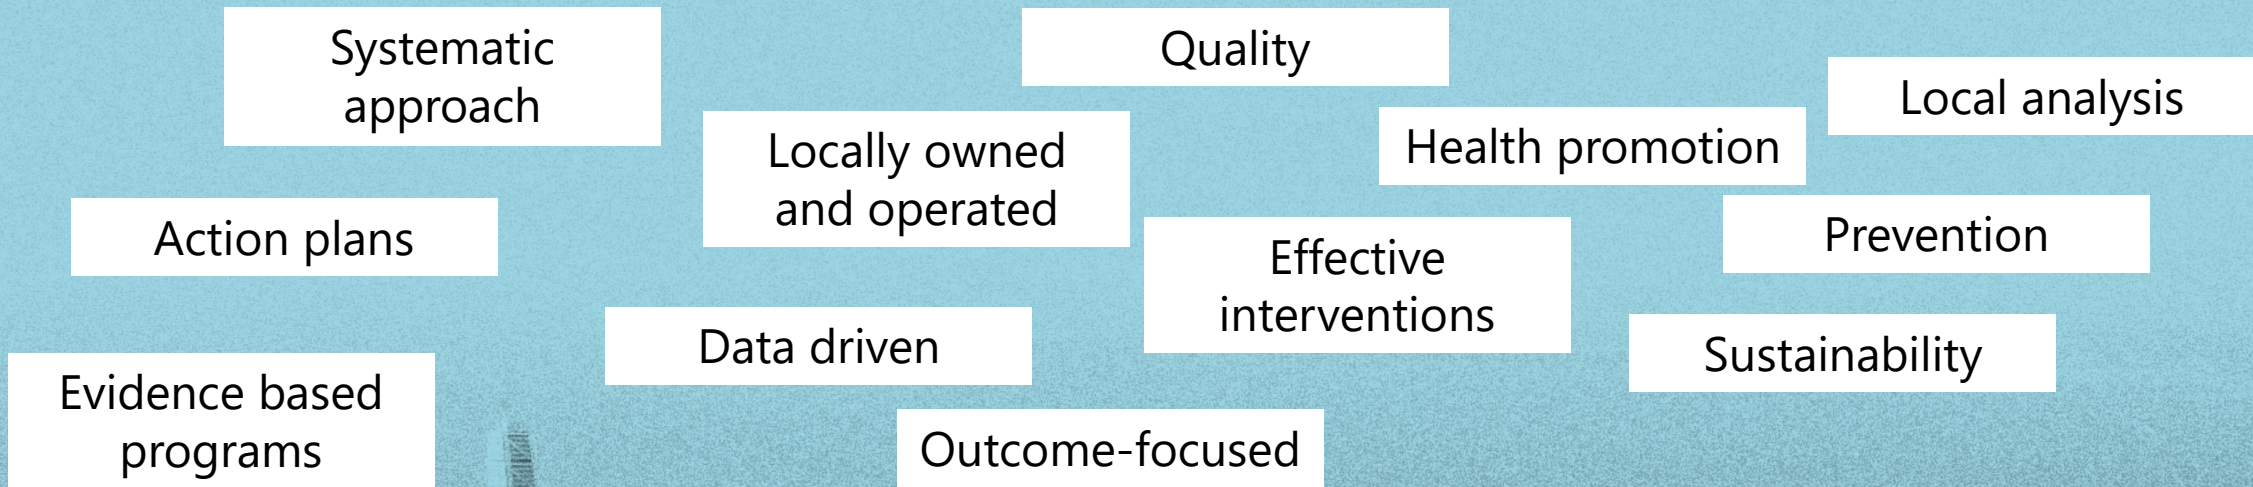 Systematic
approach
Quality
Local analysis
Locally owned
and operated
Health promotion
Action plans
Effective
interventions
Prevention
Data driven
Sustainability
Evidence based
programs
Outcome-focused